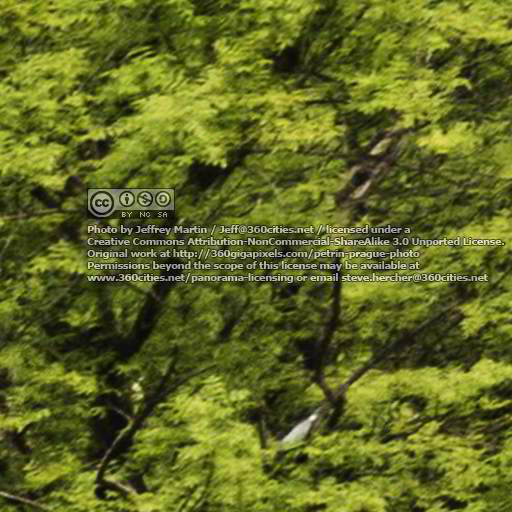 cc
BY NC SA
Photo by Jeffrey Martin / Jeff@360cities.net / licensed under a
Creative Commons Attribution-NonCommercial-ShareAlike 3.0 Unported License.
Original work at http://360gigapixels.com/petrin-prague-photo
Permissions beyond the scope of this license may be available at
www.360cities.net/panorama-licensing or email steve.hercher@360cities.net